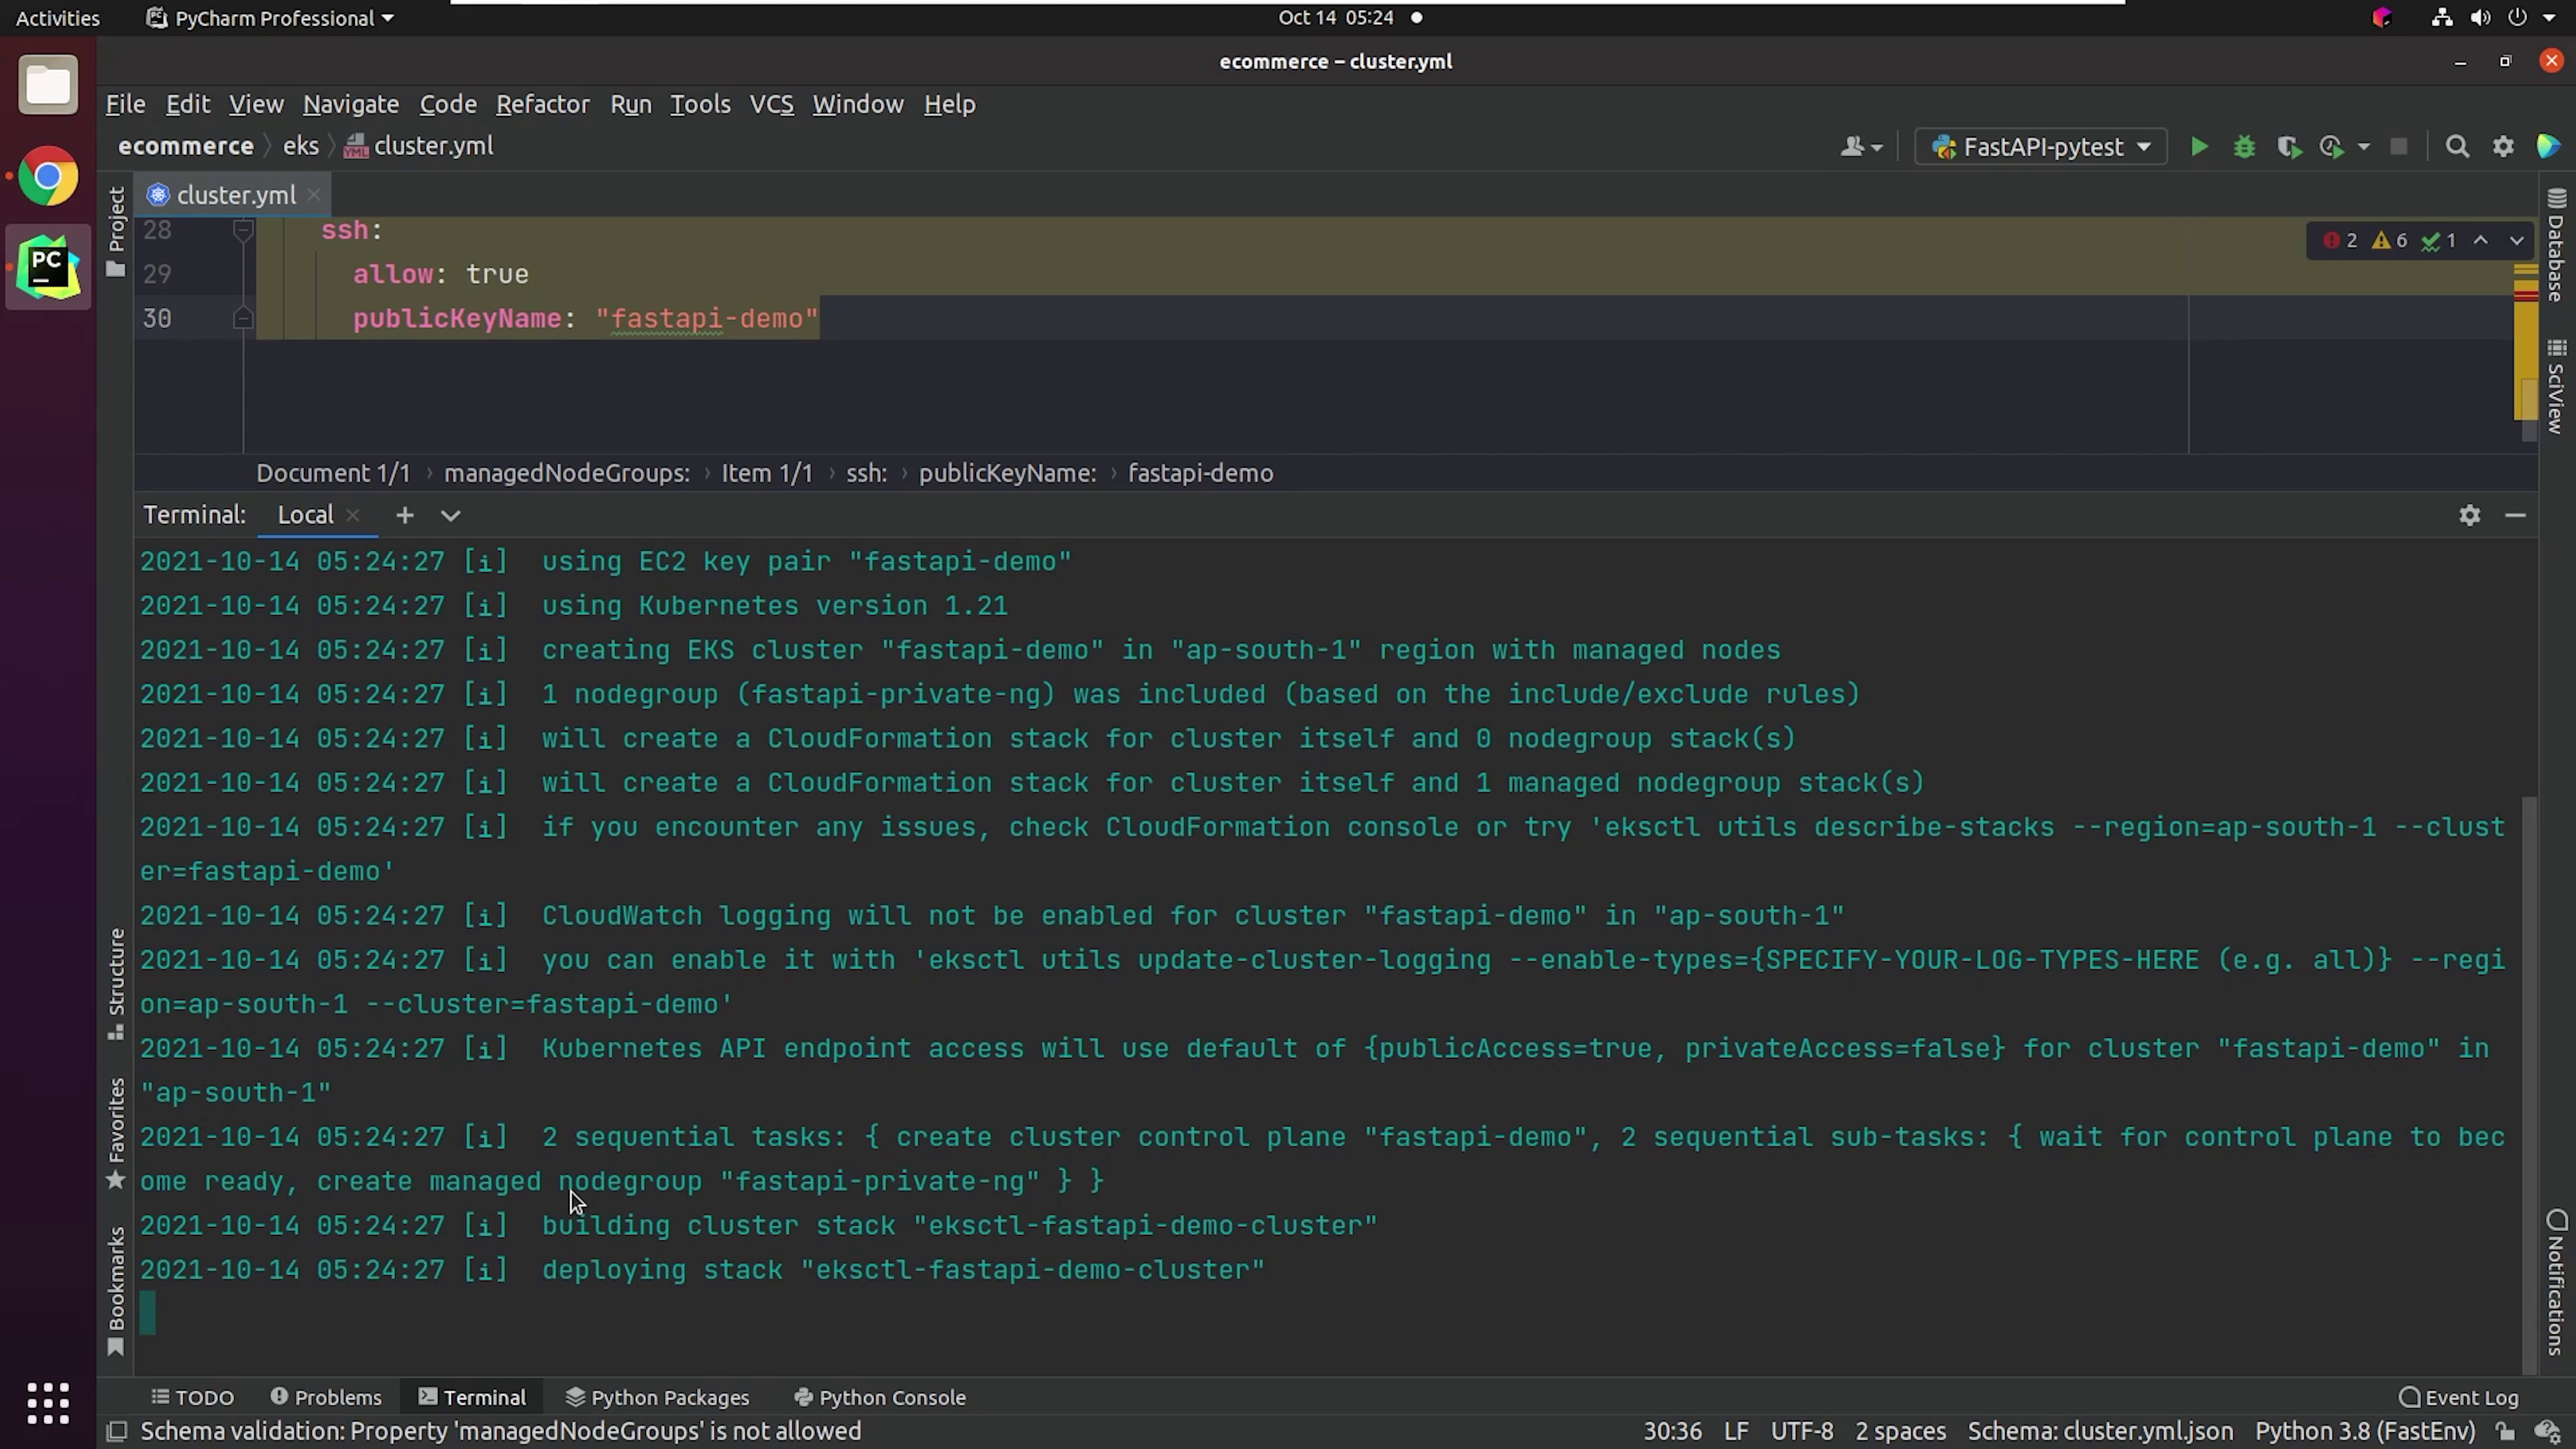 Activities
PyCharm Professional
Oct 14 05:24
ecommerce – cluster.yml
File Edit View Navigate Code Refactor Run Tools VCS Window Help
ecommerce eks cluster.yml
FastAPI-pytest
Project
cluster.yml
28 ssh:
29 allow: true
30 publicKeyName: "fastapi-demo"
2 6 1
Database
SciView
Document 1/1 › managedNodeGroups: › Item 1/1 › ssh: › publicKeyName: › fastapi-demo
Terminal: Local
2021-10-14 05:24:27 [i] using EC2 key pair "fastapi-demo"
2021-10-14 05:24:27 [i] using Kubernetes version 1.21
2021-10-14 05:24:27 [i] creating EKS cluster "fastapi-demo" in "ap-south-1" region with managed nodes
2021-10-14 05:24:27 [i] 1 nodegroup (fastapi-private-ng) was included (based on the include/exclude rules)
2021-10-14 05:24:27 [i] will create a CloudFormation stack for cluster itself and 0 nodegroup stack(s)
2021-10-14 05:24:27 [i] will create a CloudFormation stack for cluster itself and 1 managed nodegroup stack(s)
2021-10-14 05:24:27 [i] if you encounter any issues, check CloudFormation console or try 'eksctl utils describe-stacks --region=ap-south-1 --clust
er=fastapi-demo'
2021-10-14 05:24:27 [i] CloudWatch logging will not be enabled for cluster "fastapi-demo" in "ap-south-1"
2021-10-14 05:24:27 [i] you can enable it with 'eksctl utils update-cluster-logging --enable-types={SPECIFY-YOUR-LOG-TYPES-HERE (e.g. all)} --regi
on=ap-south-1 --cluster=fastapi-demo'
2021-10-14 05:24:27 [i] Kubernetes API endpoint access will use default of {publicAccess=true, privateAccess=false} for cluster "fastapi-demo" in
"ap-south-1"
2021-10-14 05:24:27 [i] 2 sequential tasks: { create cluster control plane "fastapi-demo", 2 sequential sub-tasks: { wait for control plane to bec
ome ready, create managed nodegroup "fastapi-private-ng" } }
2021-10-14 05:24:27 [i] building cluster stack "eksctl-fastapi-demo-cluster"
2021-10-14 05:24:27 [i] deploying stack "eksctl-fastapi-demo-cluster"
Structure
Favorites
Bookmarks
Notifications
TODO Problems Terminal Python Packages Python Console Event Log
Schema validation: Property 'managedNodeGroups' is not allowed
30:36 LF UTF-8 2 spaces Schema: cluster.yml.json Python 3.8 (FastEnv)